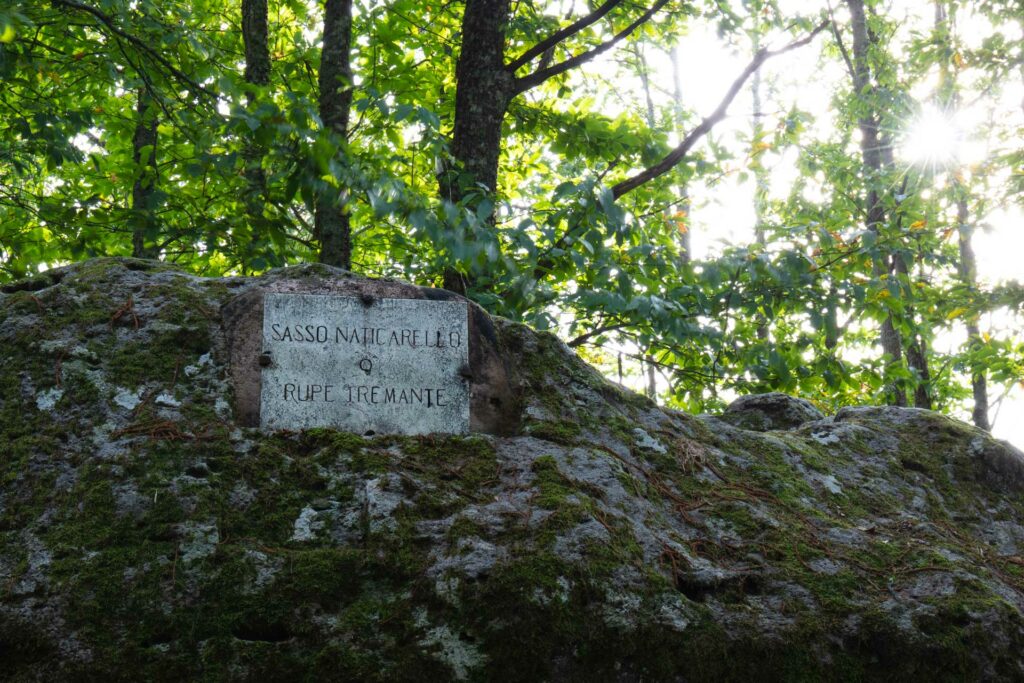 SASSO NATICARELLO
O
RUPE TREMANTE